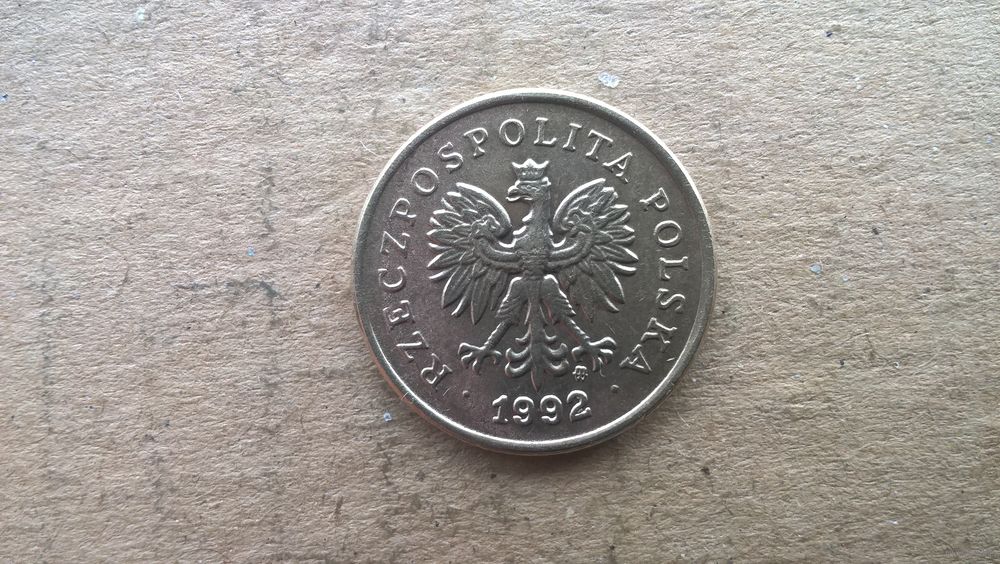 RZECZPOSPOLITA POLSKA
· 1992 ·